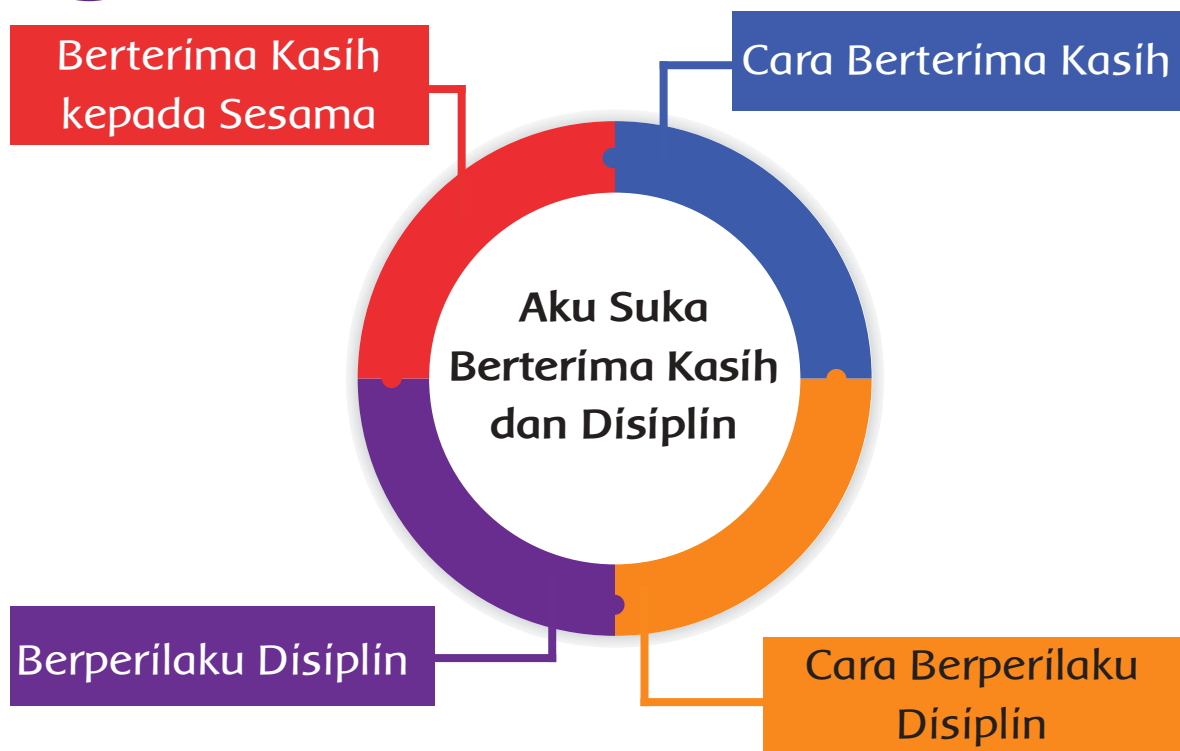 Berterima Kasih
kepada Sesama
Cara Berterima Kasih
Aku Suka
Berterima Kasih
dan Disiplin
Berperilaku Disiplin
Cara Berperilaku
Disiplin